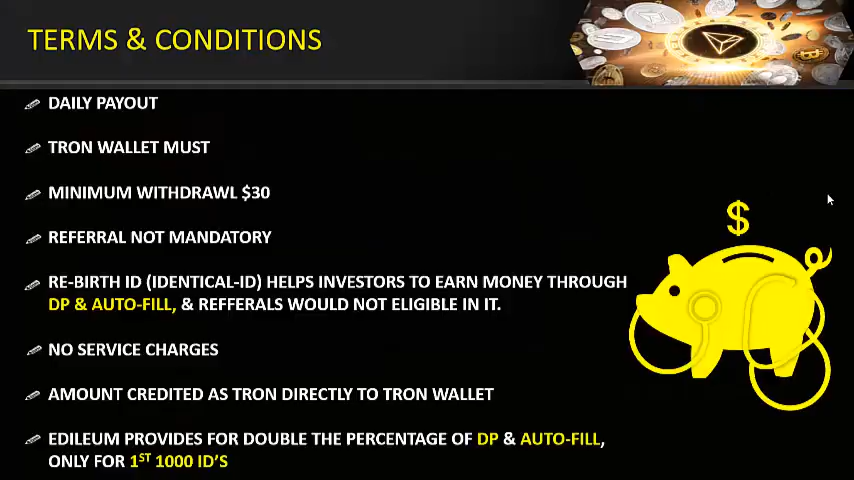 TERMS & CONDITIONS
DAILY PAYOUT
TRON WALLET MUST
MINIMUM WITHDRAWL $30
REFERRAL NOT MANDATORY
RE-BIRTH ID (IDENTICAL-ID) HELPS INVESTORS TO EARN MONEY THROUGH
DP & AUTO-FILL, & REFFERALS WOULD NOT ELIGIBLE IN IT.
NO SERVICE CHARGES
AMOUNT CREDITED AS TRON DIRECTLY TO TRON WALLET
EDILEUM PROVIDES FOR DOUBLE THE PERCENTAGE OF DP & AUTO-FILL,
ONLY FOR 1ST 1000 ID'S
$